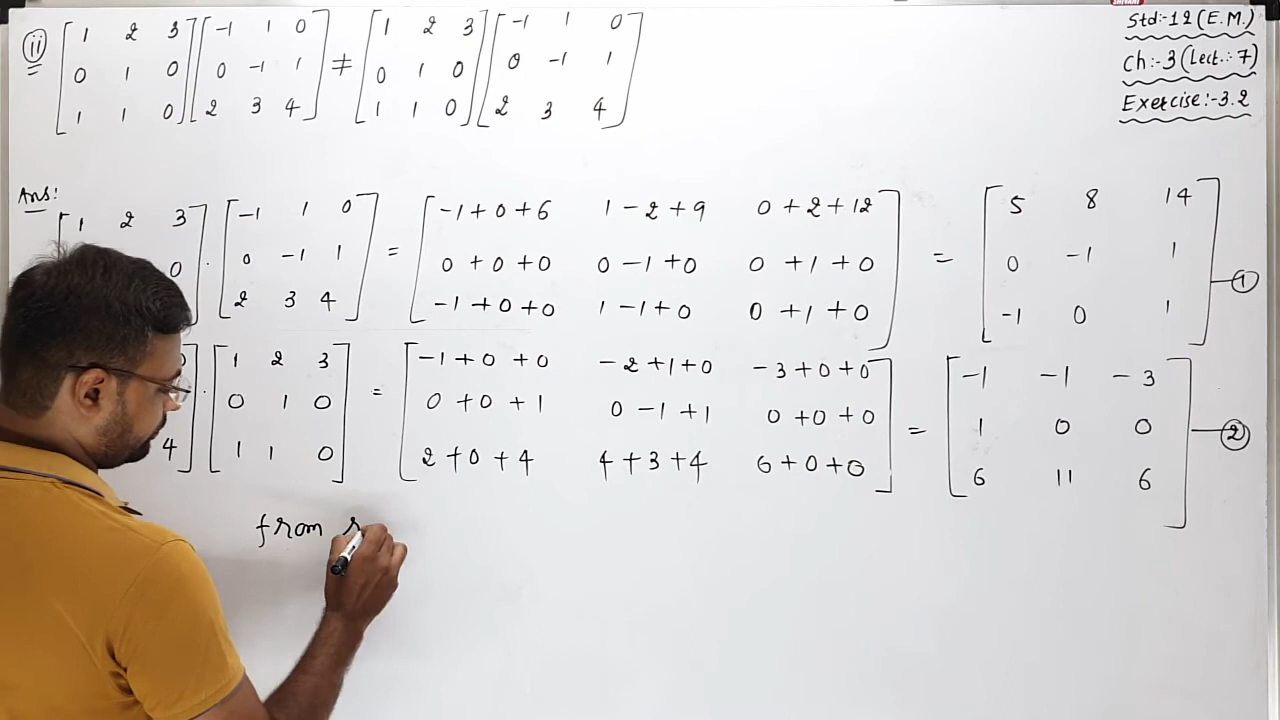 (ii) [1 2 3] [-1 1 0] ≠ [1 2 3] [-1 1 0]
[0 1 0] [0 -1 1] [0 1 0] [0 -1 1]
[1 1 0] [2 3 4] [1 1 0] [2 3 4]
Std:-12 (E.M.)
Ch:-3 (Lect.:7)
Exercise:-3.2
Ans:
[1 2 3] · [-1 1 0] = [-1+0+6 1-2+9 0+2+12] = [5 8 14]
0] [0 -1 1] [0+0+0 0-1+0 0+1+0] [0 -1 1] —①
] [2 3 4] [-1+0+0 1-1+0 0+1+0] [-1 0 1]
] · [1 2 3] = [-1+0+0 -2+1+0 -3+0+0] = [-1 -1 -3]
] [0 1 0] [0+0+1 0-1+1 0+0+0] [1 0 0] —②
4] [1 1 0] [2+0+4 4+3+4 6+0+0] [6 11 6]
from